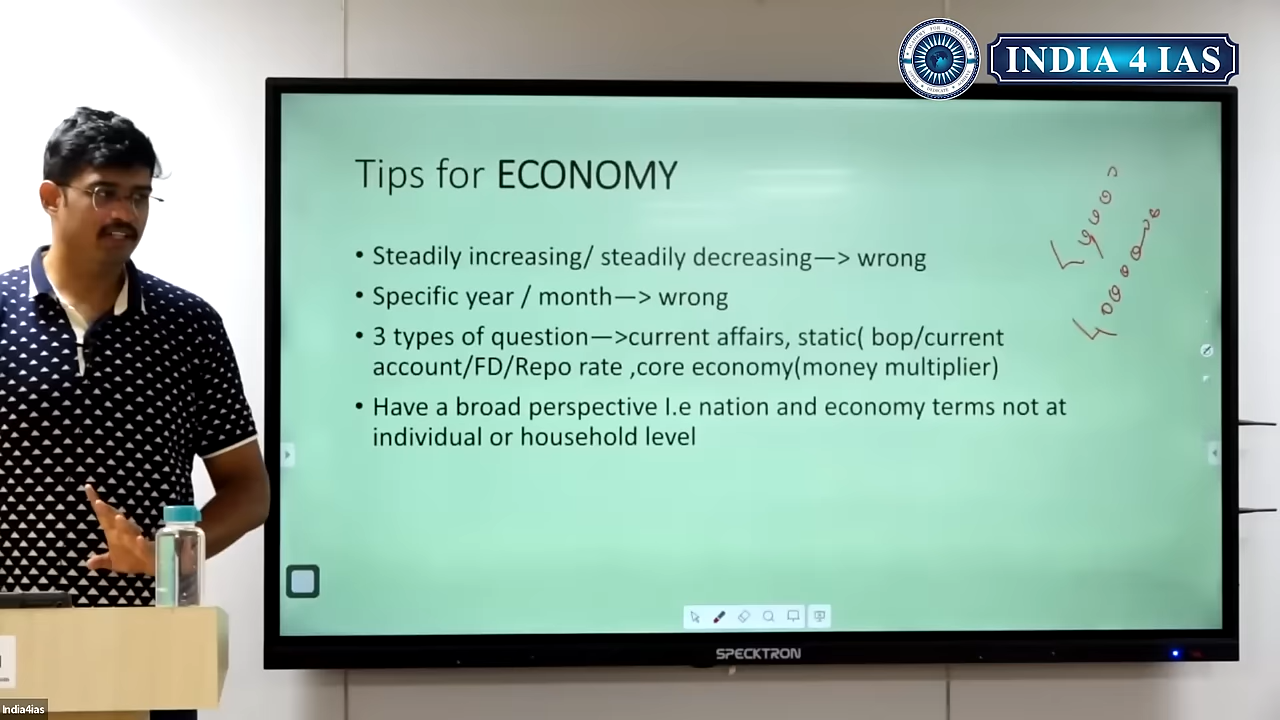 INDIA 4 IAS
Tips for ECONOMY
• Steadily increasing/ steadily decreasing—> wrong
• Specific year / month—> wrong
• 3 types of question—>current affairs, static( bop/current
account/FD/Repo rate ,core economy(money multiplier)
• Have a broad perspective I.e nation and economy terms not at
individual or household level
SPECKTRON
India4ias